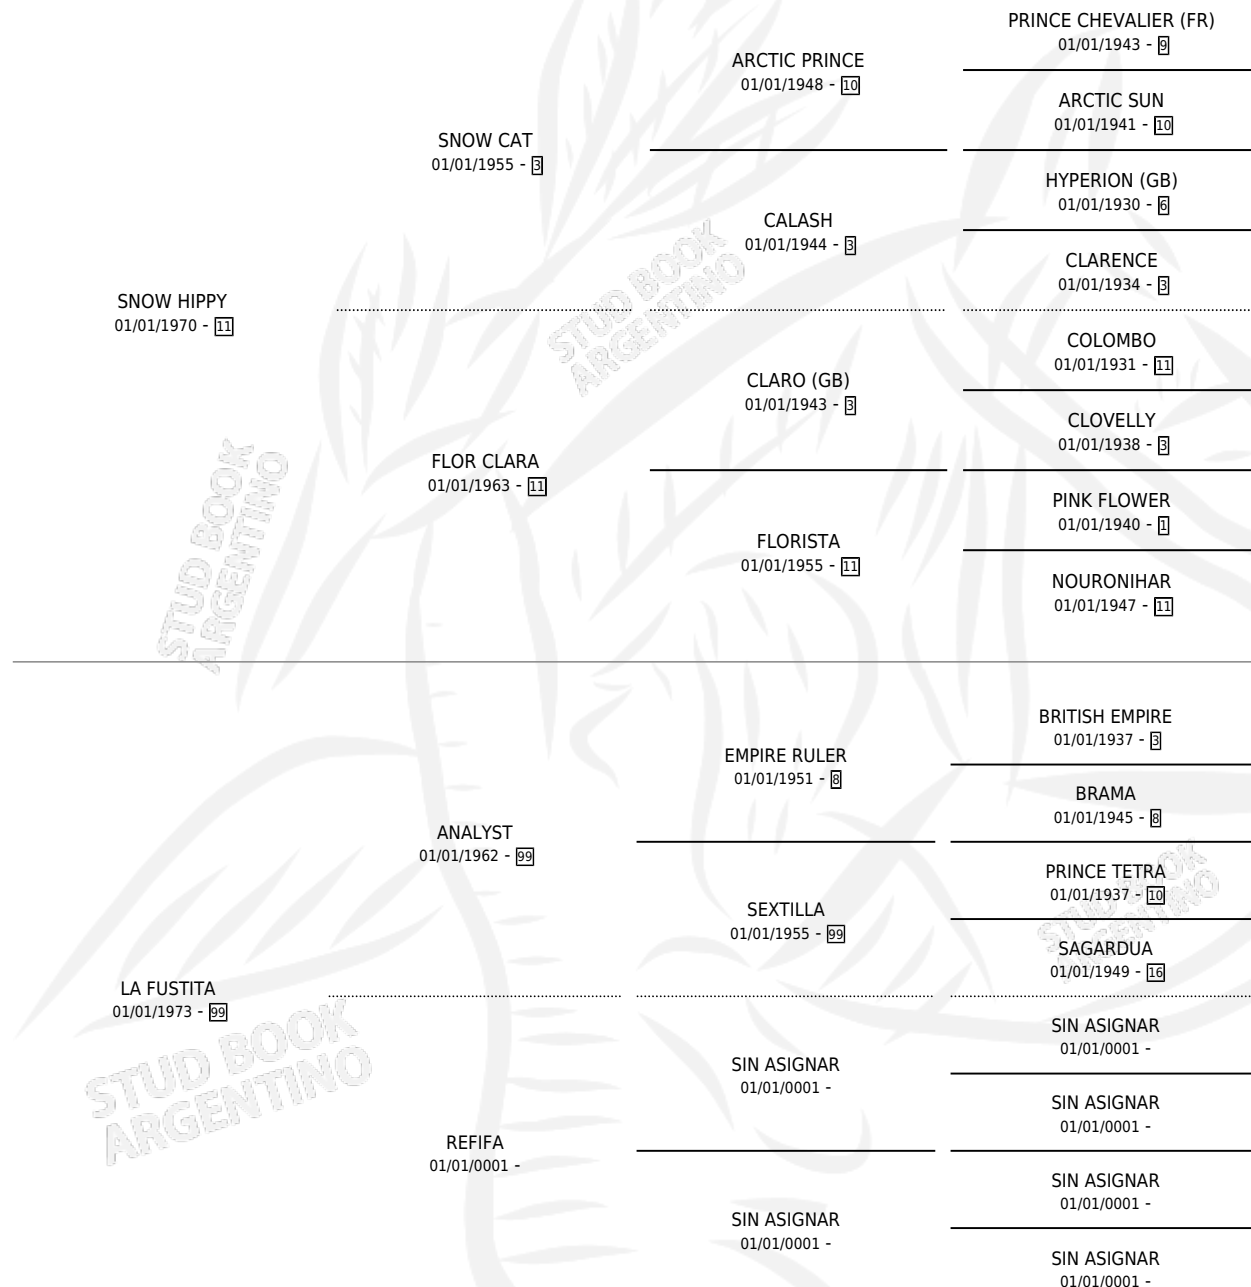 PRINCE CHEVALIER (FR)
01/01/1943 - 9
ARCTIC PRINCE
01/01/1948 - 10
ARCTIC SUN
01/01/1941 - 10
SNOW CAT
01/01/1955 - 3
HYPERION (GB)
01/01/1930 - 6
CALASH
01/01/1944 - 3
CLARENCE
01/01/1934 - 3
SNOW HIPPY
01/01/1970 - 11
COLOMBO
01/01/1931 - 11
CLARO (GB)
01/01/1943 - 3
CLOVELLY
01/01/1938 - 3
FLOR CLARA
01/01/1963 - 11
PINK FLOWER
01/01/1940 - 1
FLORISTA
01/01/1955 - 11
NOURONIHAR
01/01/1947 - 11
BRITISH EMPIRE
01/01/1937 - 3
EMPIRE RULER
01/01/1951 - 8
BRAMA
01/01/1945 - 8
ANALYST
01/01/1962 - 99
PRINCE TETRA
01/01/1937 - 10
SEXTILLA
01/01/1955 - 99
SAGARDUA
01/01/1949 - 16
LA FUSTITA
01/01/1973 - 99
SIN ASIGNAR
01/01/0001 -
SIN ASIGNAR
01/01/0001 -
SIN ASIGNAR
01/01/0001 -
REFIFA
01/01/0001 -
SIN ASIGNAR
01/01/0001 -
SIN ASIGNAR
01/01/0001 -
SIN ASIGNAR
01/01/0001 -
STUD BOOK
ARGENTINO
STUD BOOK
ARGENTINO
STUD BOOK
ARGENTINO
STUD BOOK
ARGENTINO